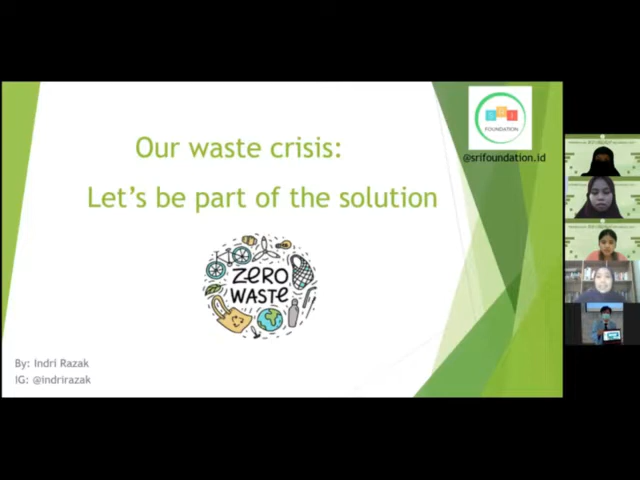 Our waste crisis:
Let's be part of the solution
SRI
FOUNDATION
@srifoundation.id
ZERO
WASTE
By: Indri Razak
IG: @indrirazak